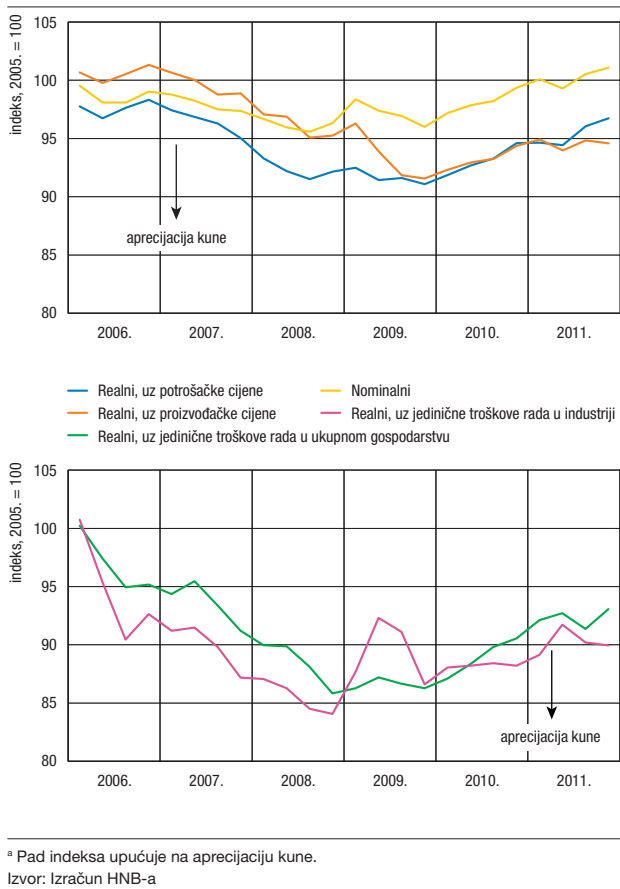 indeks, 2005. = 100
105
100
95
90
85
80
aprecijacija kune
2006.
2007.
2008.
2009.
2010.
2011.
Realni, uz potrošačke cijene
Nominalni
Realni, uz proizvođačke cijene
Realni, uz jedinične troškove rada u industriji
Realni, uz jedinične troškove rada u ukupnom gospodarstvu
indeks, 2005. = 100
105
100
95
90
85
80
aprecijacija kune
2006.
2007.
2008.
2009.
2010.
2011.
ª Pad indeksa upućuje na aprecijaciju kune.
Izvor: Izračun HNB-a